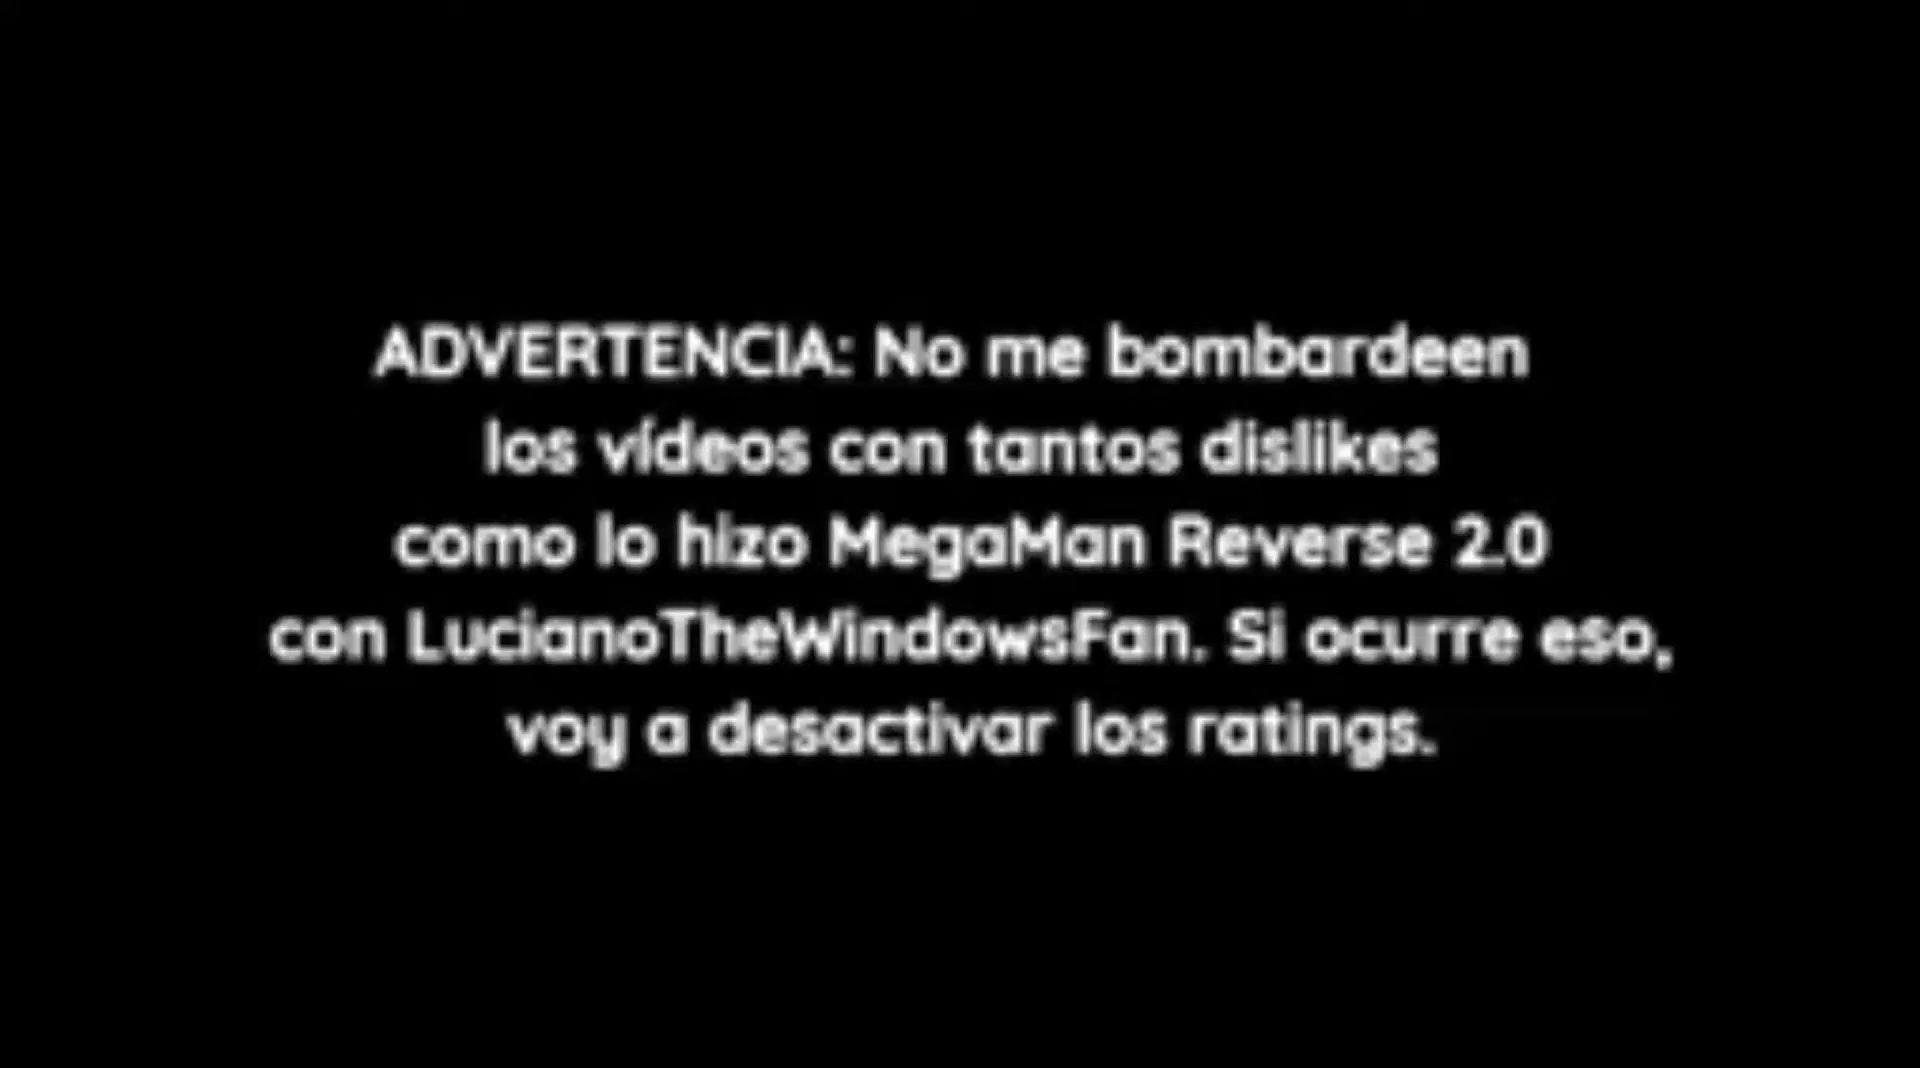 ADVERTENCIA: No me bombardeen
los vídeos con tantos dislikes
como lo hizo MegaMan Reverse 2.0
con LucianoTheWindowsFan. Si ocurre eso,
voy a desactivar los ratings.